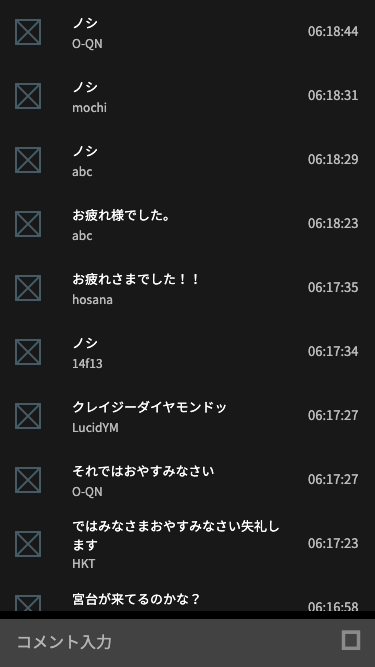 ノシ
O-QN
06:18:44
ノシ
mochi
06:18:31
ノシ
abc
06:18:29
お疲れ様でした。
abc
06:18:23
お疲れさまでした！！
hosana
06:17:35
ノシ
14f13
06:17:34
クレイジーダイヤモンドッ
LucidYM
06:17:27
それではおやすみなさい
O-QN
06:17:27
ではみなさまおやすみなさい失礼し
ます
HKT
06:17:23
宮台が来てるのかな？
06:16:58
コメント入力